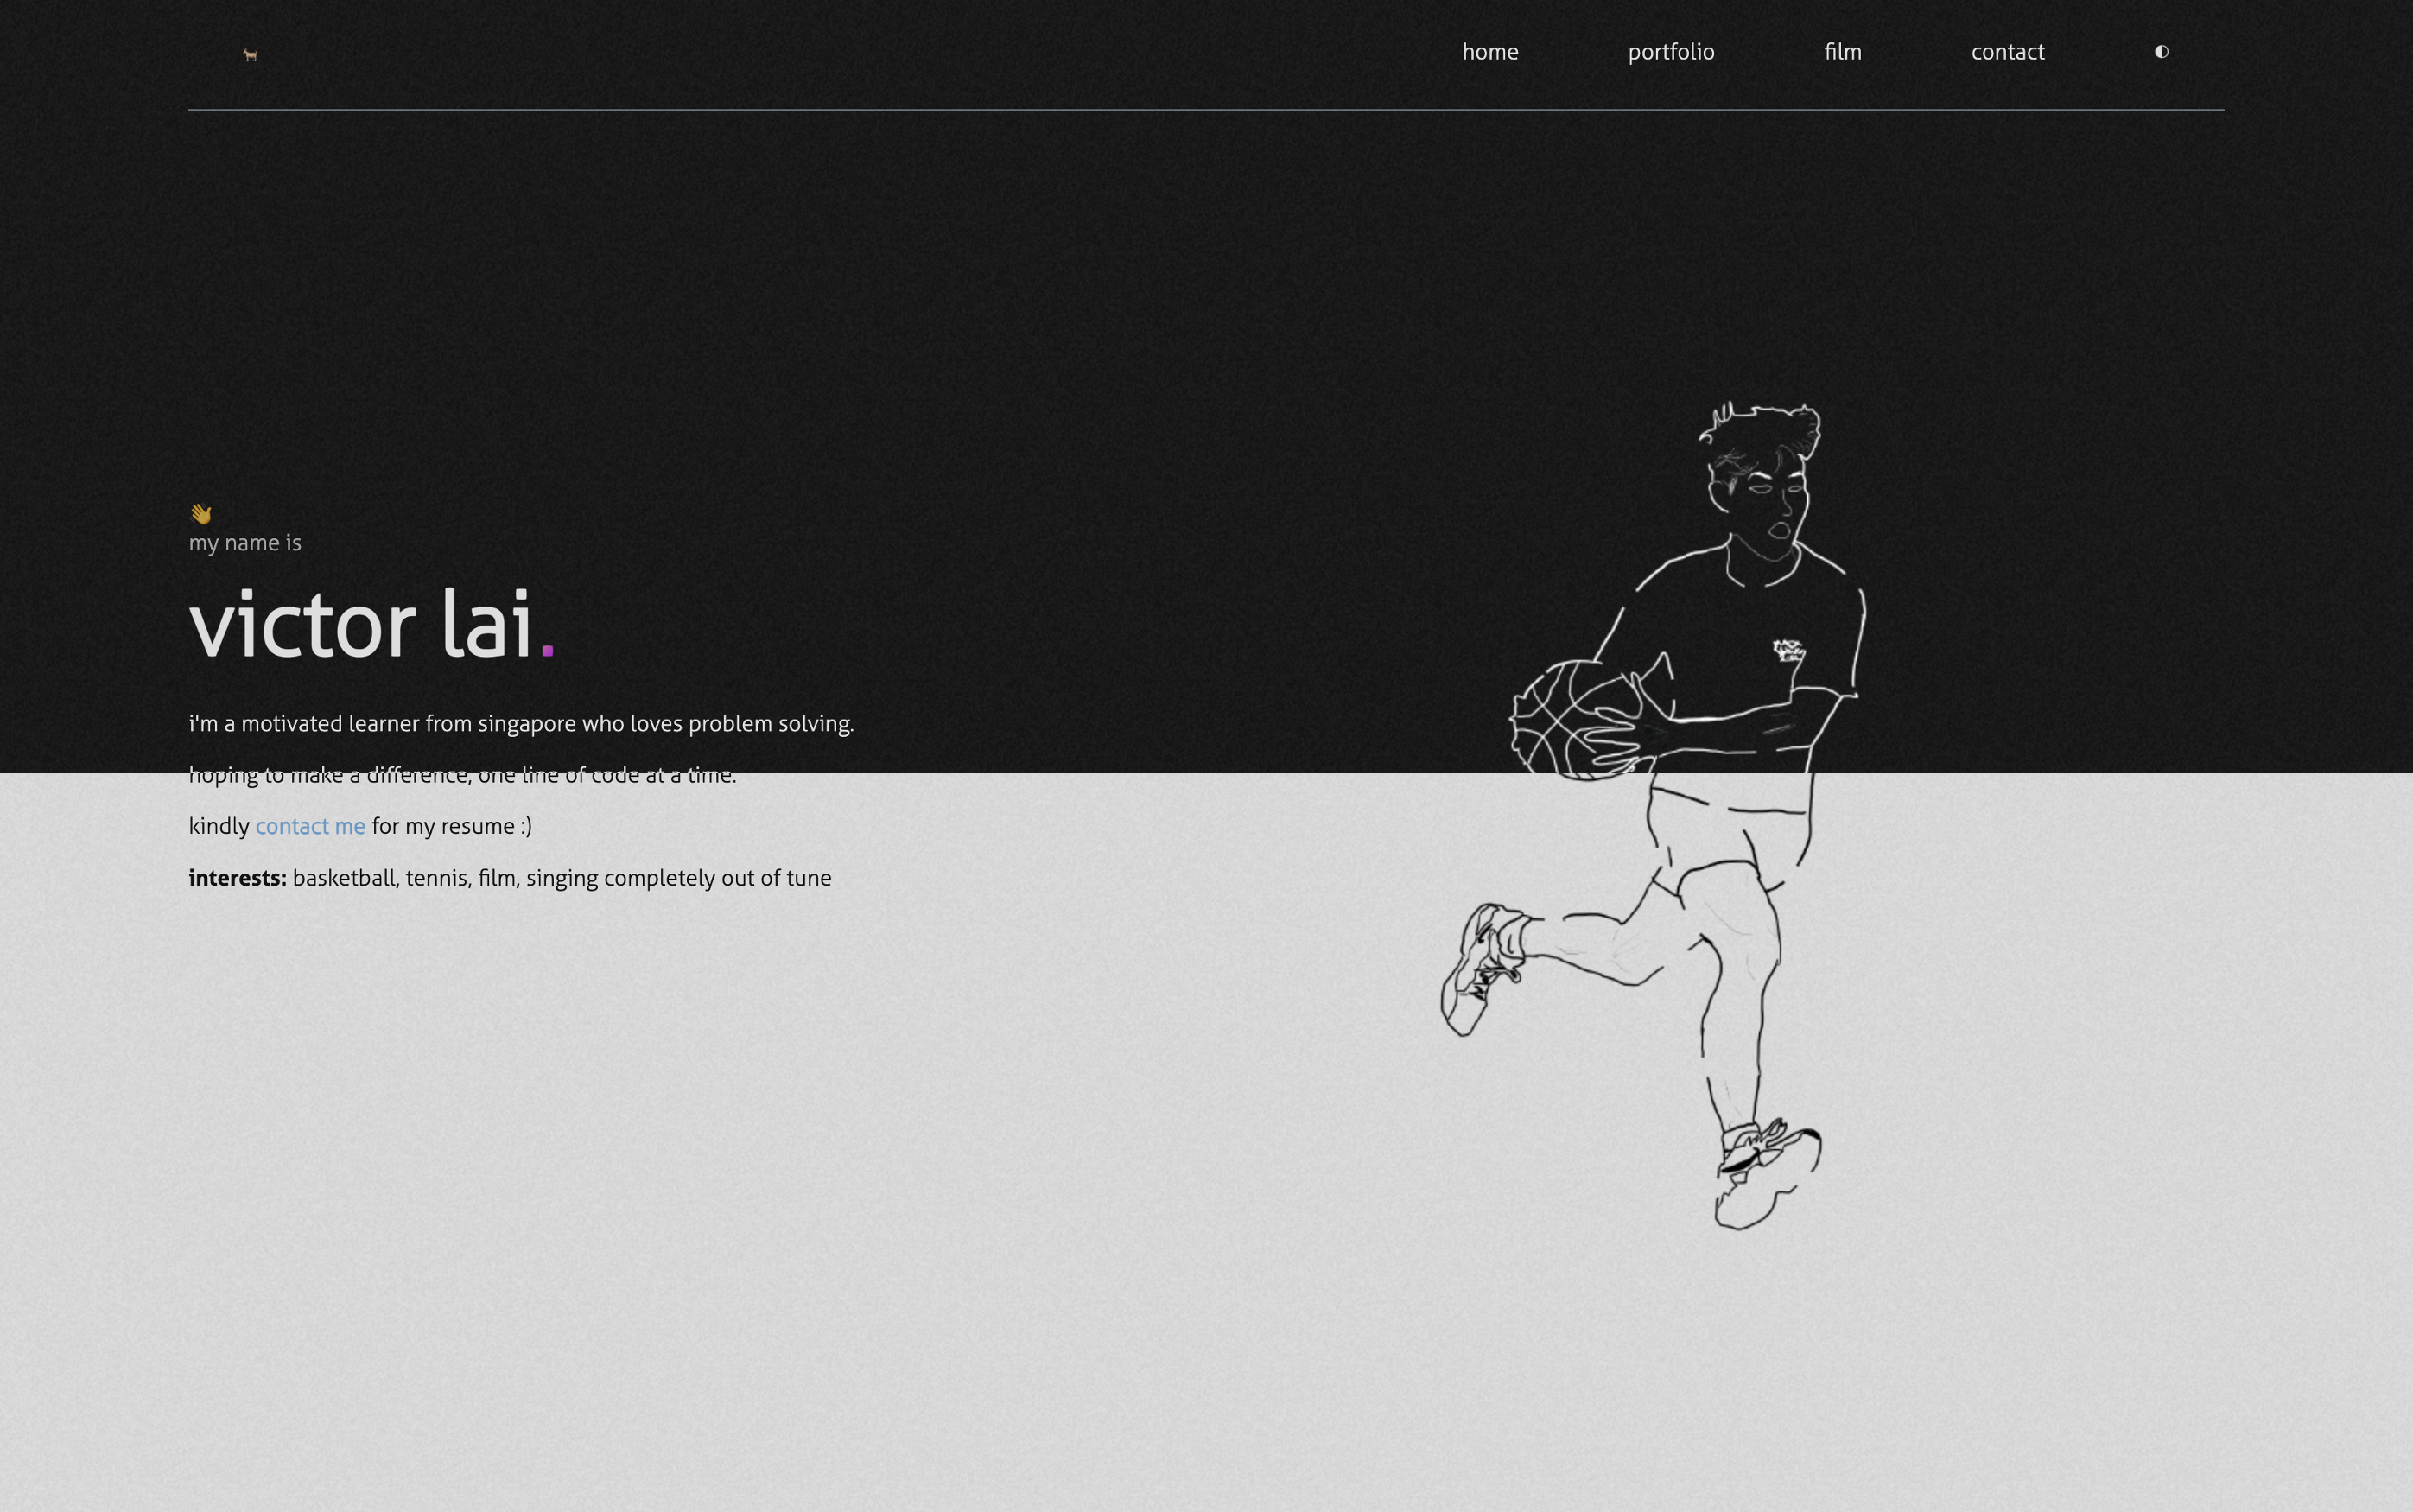 home portfolio film contact
my name is
victor lai.
i'm a motivated learner from singapore who loves problem solving.
hoping to make a difference, one line of code at a time.
kindly contact me for my resume :)
interests: basketball, tennis, film, singing completely out of tune